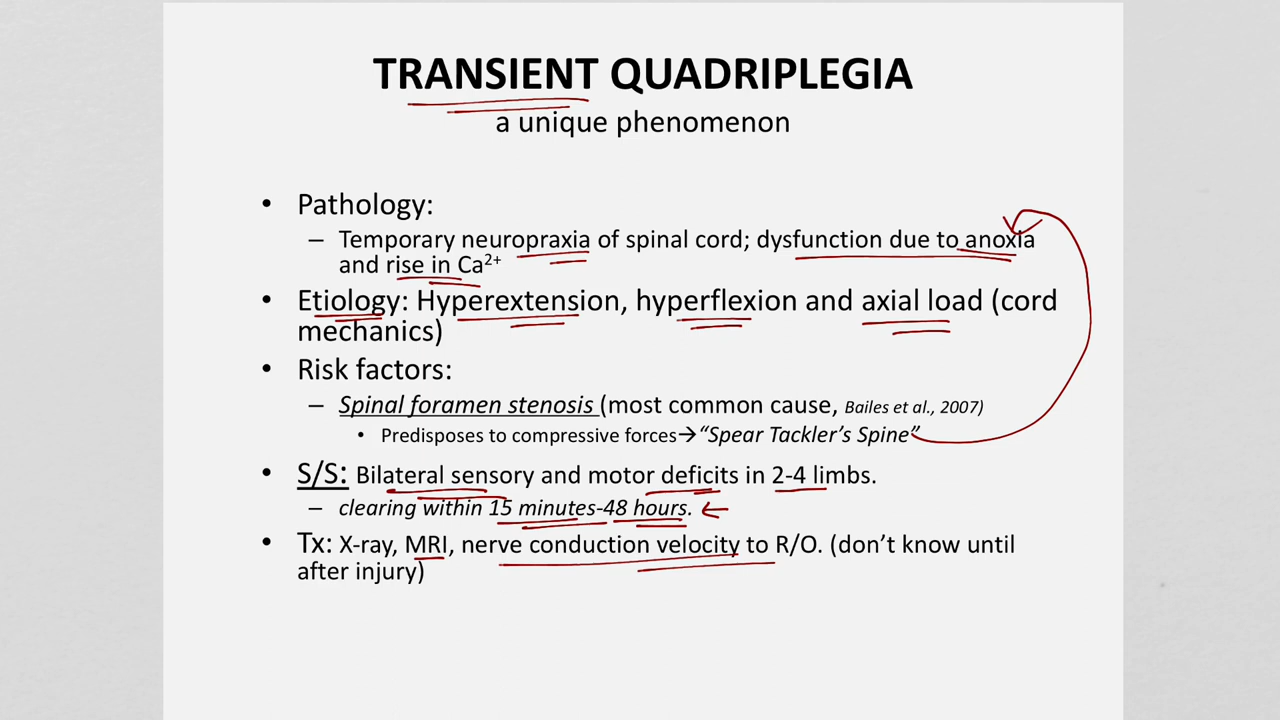 TRANSIENT QUADRIPLEGIA
a unique phenomenon
• Pathology:
– Temporary neuropraxia of spinal cord; dysfunction due to anoxia
and rise in Ca²⁺
• Etiology: Hyperextension, hyperflexion and axial load (cord
mechanics)
• Risk factors:
– Spinal foramen stenosis (most common cause, Bailes et al., 2007)
• Predisposes to compressive forces→“Spear Tackler’s Spine”
• S/S: Bilateral sensory and motor deficits in 2-4 limbs.
– clearing within 15 minutes-48 hours.
• Tx: X-ray, MRI, nerve conduction velocity to R/O. (don’t know until
after injury)